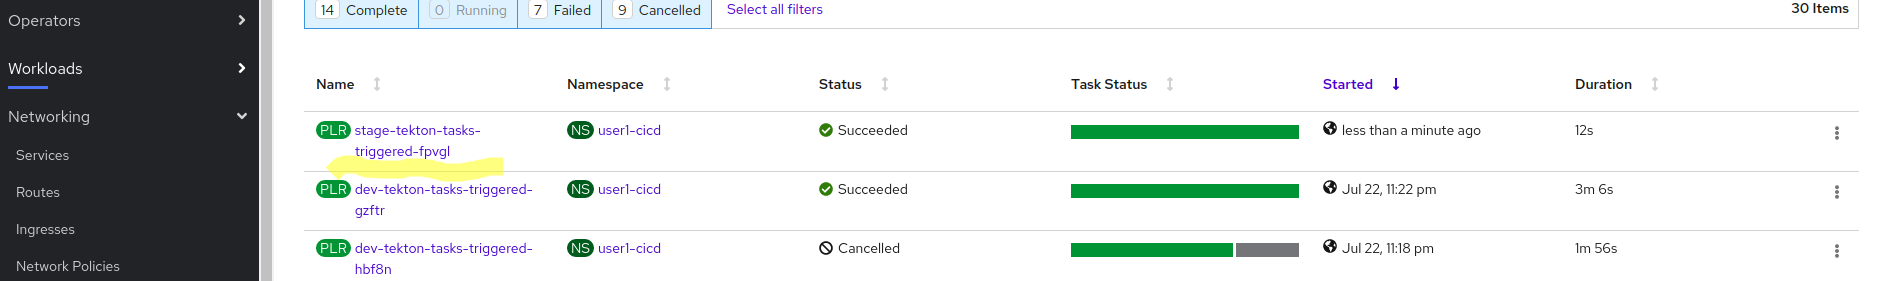 Operators
Workloads
Networking
Services
Routes
Ingresses
Network Policies
14 Complete 0 Running 7 Failed 9 Cancelled Select all filters 30 Items
Name Namespace Status Task Status Started Duration
PLR stage-tekton-tasks- NS user1-cicd Succeeded less than a minute ago 12s
triggered-fpvgl
PLR dev-tekton-tasks-triggered- NS user1-cicd Succeeded Jul 22, 11:22 pm 3m 6s
gzftr
PLR dev-tekton-tasks-triggered- NS user1-cicd Cancelled Jul 22, 11:18 pm 1m 56s
hbf8n